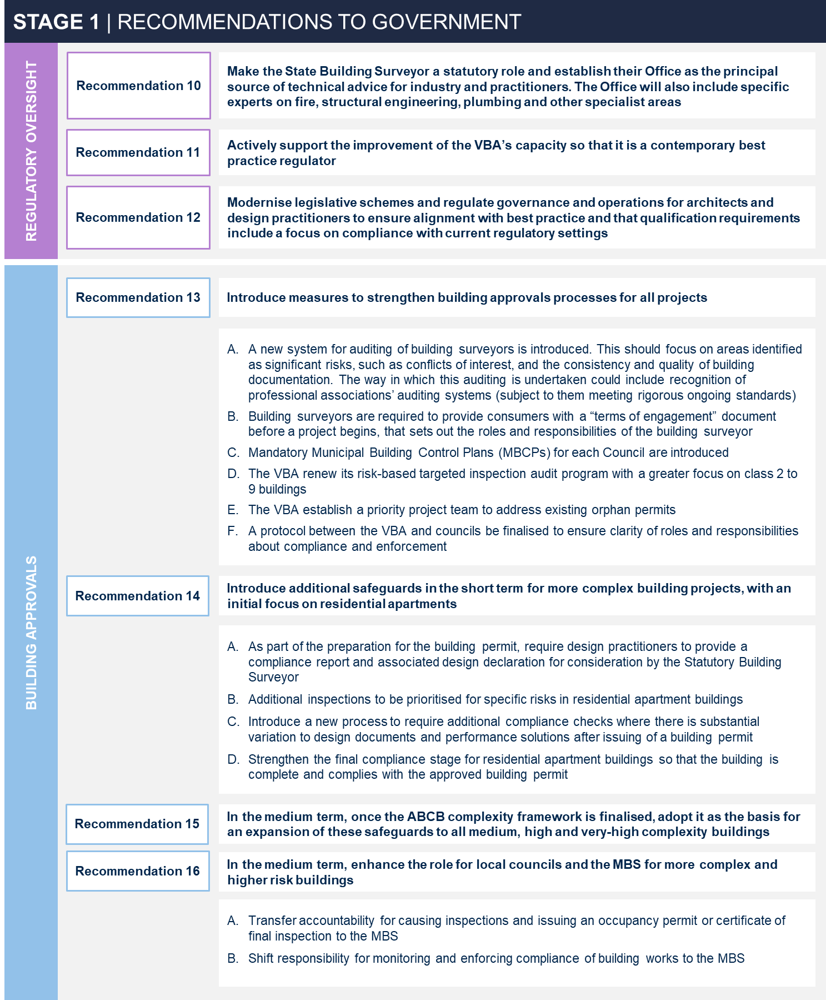 STAGE 1 | RECOMMENDATIONS TO GOVERNMENT
REGULATORY OVERSIGHT
Recommendation 10
Make the State Building Surveyor a statutory role and establish their Office as the principal
source of technical advice for industry and practitioners. The Office will also include specific
experts on fire, structural engineering, plumbing and other specialist areas
Recommendation 11
Actively support the improvement of the VBA’s capacity so that it is a contemporary best
practice regulator
Recommendation 12
Modernise legislative schemes and regulate governance and operations for architects and
design practitioners to ensure alignment with best practice and that qualification requirements
include a focus on compliance with current regulatory settings
BUILDING APPROVALS
Recommendation 13
Introduce measures to strengthen building approvals processes for all projects
A. A new system for auditing of building surveyors is introduced. This should focus on areas identified
as significant risks, such as conflicts of interest, and the consistency and quality of building
documentation. The way in which this auditing is undertaken could include recognition of
professional associations’ auditing systems (subject to them meeting rigorous ongoing standards)
B. Building surveyors are required to provide consumers with a “terms of engagement” document
before a project begins, that sets out the roles and responsibilities of the building surveyor
C. Mandatory Municipal Building Control Plans (MBCPs) for each Council are introduced
D. The VBA renew its risk-based targeted inspection audit program with a greater focus on class 2 to
9 buildings
E. The VBA establish a priority project team to address existing orphan permits
F. A protocol between the VBA and councils be finalised to ensure clarity of roles and responsibilities
about compliance and enforcement
Recommendation 14
Introduce additional safeguards in the short term for more complex building projects, with an
initial focus on residential apartments
A. As part of the preparation for the building permit, require design practitioners to provide a
compliance report and associated design declaration for consideration by the Statutory Building
Surveyor
B. Additional inspections to be prioritised for specific risks in residential apartment buildings
C. Introduce a new process to require additional compliance checks where there is substantial
variation to design documents and performance solutions after issuing of a building permit
D. Strengthen the final compliance stage for residential apartment buildings so that the building is
complete and complies with the approved building permit
Recommendation 15
In the medium term, once the ABCB complexity framework is finalised, adopt it as the basis for
an expansion of these safeguards to all medium, high and very-high complexity buildings
Recommendation 16
In the medium term, enhance the role for local councils and the MBS for more complex and
higher risk buildings
A. Transfer accountability for causing inspections and issuing an occupancy permit or certificate of
final inspection to the MBS
B. Shift responsibility for monitoring and enforcing compliance of building works to the MBS